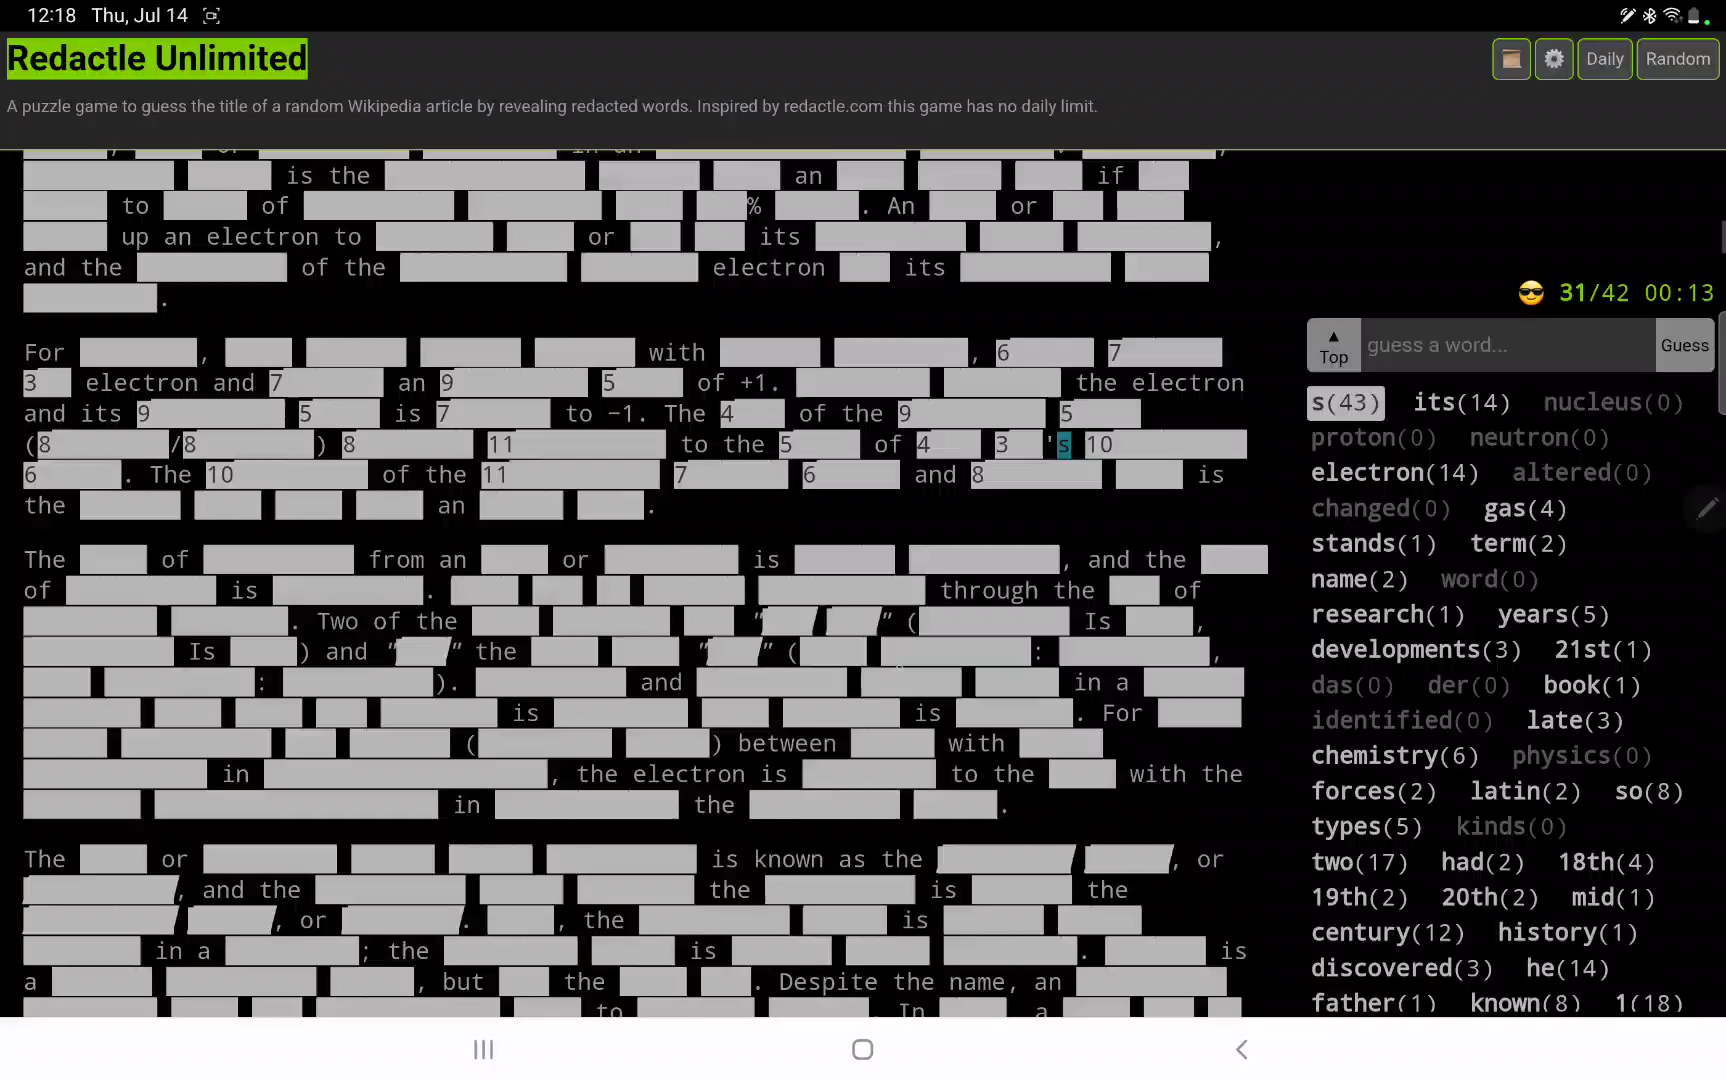 12:18 Thu, Jul 14
Redactle Unlimited
Daily Random
A puzzle game to guess the title of a random Wikipedia article by revealing redacted words. Inspired by redactle.com this game has no daily limit.
, or in an . ,
is the an if
to of % . An or
up an electron to or its ,
and the of the electron its
.
For , with , 6 7
3 electron and 7 an 9 5 of +1. the electron
and its 9 5 is 7 to −1. The 4 of the 9 5
(8 /8 ) 8 11 to the 5 of 4 3 's 10
6 . The 10 of the 11 7 6 and 8 is
the an .
The of from an or is , and the
of is . through the of
. Two of the " " ( Is ,
Is ) and " " the " " ( : ,
: ). and in a
is is . For
( ) between with
in , the electron is to the with the
in the .
The or is known as the , or
, and the the is the
, or . , the is
in a ; the is . is
a , but the . Despite the name, an
to . In a
😎 31/42 00:13
▲
Top
guess a word...
Guess
s(43) its(14) nucleus(0)
proton(0) neutron(0)
electron(14) altered(0)
changed(0) gas(4)
stands(1) term(2)
name(2) word(0)
research(1) years(5)
developments(3) 21st(1)
das(0) der(0) book(1)
identified(0) late(3)
chemistry(6) physics(0)
forces(2) latin(2) so(8)
types(5) kinds(0)
two(17) had(2) 18th(4)
19th(2) 20th(2) mid(1)
century(12) history(1)
discovered(3) he(14)
father(1) known(8) 1(18)